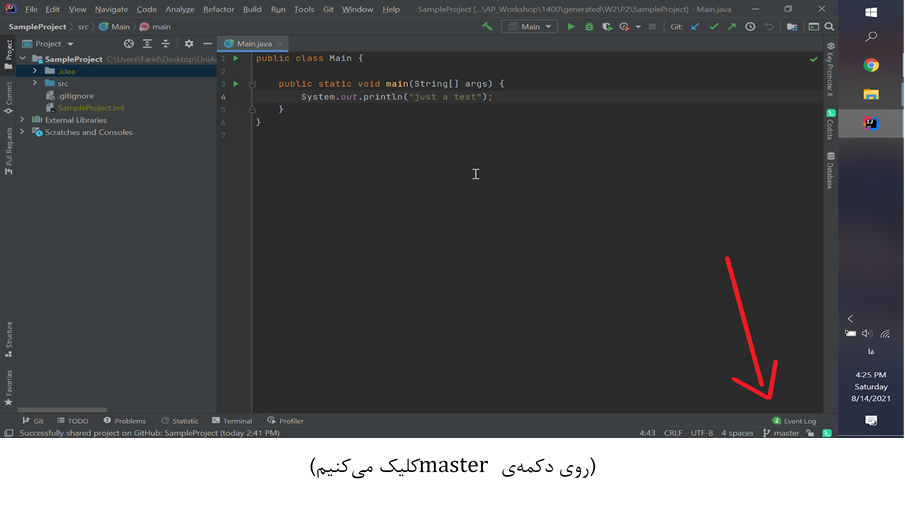 File Edit View Navigate Code Analyze Refactor Build Run Tools Git Window Help SampleProject [...\AP_Workshop\1400\generated\W2\P2\SampleProject] - Main.java
SampleProject src Main main
Main Git:
Project
Main.java
SampleProject C:\Users\Farid\Desktop\UniAs
.idea
src
.gitignore
SampleProject.iml
External Libraries
Scratches and Consoles
1 public class Main {
2
3 public static void main(String[] args) {
4 System.out.println("just a test");
5 }
6 }
7
Project
Commit
Pull Requests
Structure
Favorites
Key Promoter X
Codota
Database
Git TODO Problems Statistic Terminal Profiler 2 Event Log
Successfully shared project on GitHub: SampleProject (today 2:41 PM) 4:43 CRLF UTF-8 4 spaces master
فا
4:25 PM
Saturday
8/14/2021
(روی دکمه‌ی master کلیک می‌کنیم)